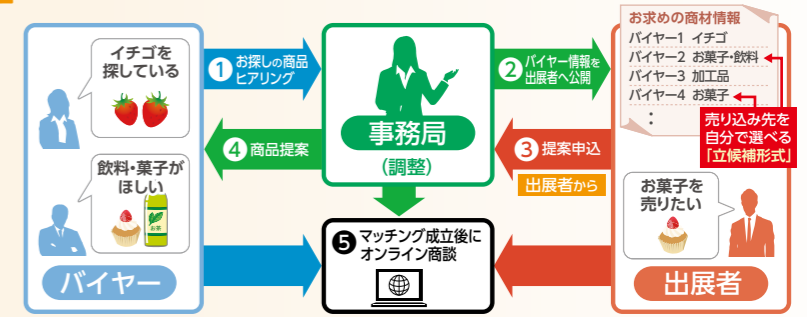 イチゴを
探している
飲料・菓子が
ほしい
お茶
バイヤー
1 お探しの商品
ヒアリング
4 商品提案
事務局
(調整)
2 バイヤー情報を
出展者へ公開
3 提案申込
出展者から
5 マッチング成立後に
オンライン商談
お求めの商材情報
バイヤー1 イチゴ
バイヤー2 お菓子・飲料
バイヤー3 加工品
バイヤー4 お菓子
：
売り込み先を
自分で選べる
「立候補形式」
お菓子を
売りたい
出展者